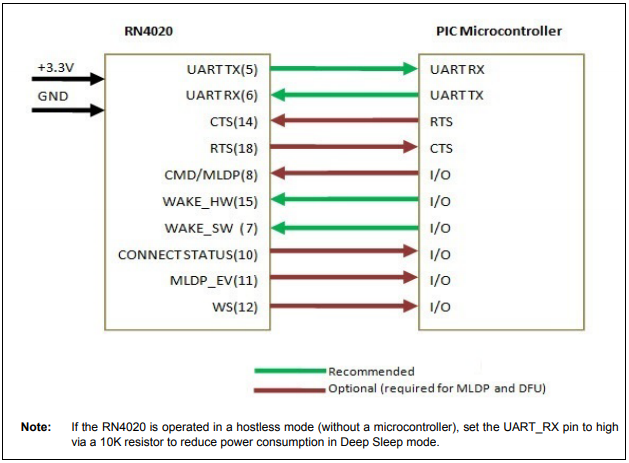 RN4020 PIC Microcontroller
+3.3V
GND
UART TX(5) UART RX
UART RX(6) UART TX
CTS(14) RTS
RTS(18) CTS
CMD/MLDP(8) I/O
WAKE_HW(15) I/O
WAKE_SW (7) I/O
CONNECT STATUS(10) I/O
MLDP_EV(11) I/O
WS(12) I/O
Recommended
Optional (required for MLDP and DFU)
Note: If the RN4020 is operated in a hostless mode (without a microcontroller), set the UART_RX pin to high
via a 10K resistor to reduce power consumption in Deep Sleep mode.